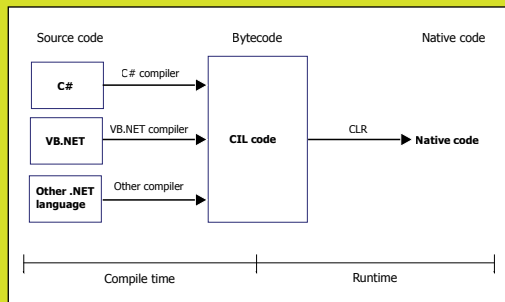 Source code
Bytecode
Native code
C#
C# compiler
VB.NET
VB.NET compiler
CIL code
CLR
Native code
Other .NET
language
Other compiler
Compile time
Runtime